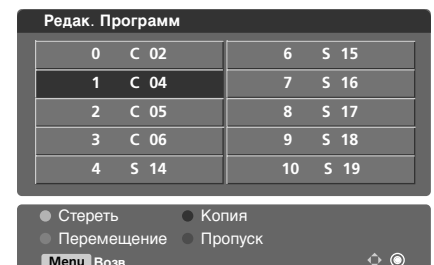 Редак. Программ
0 C 02 6 S 15
1 C 04 7 S 16
2 C 05 8 S 17
3 C 06 9 S 18
4 S 14 10 S 19
Стереть Копия
Перемещение Пропуск
Menu Возв.